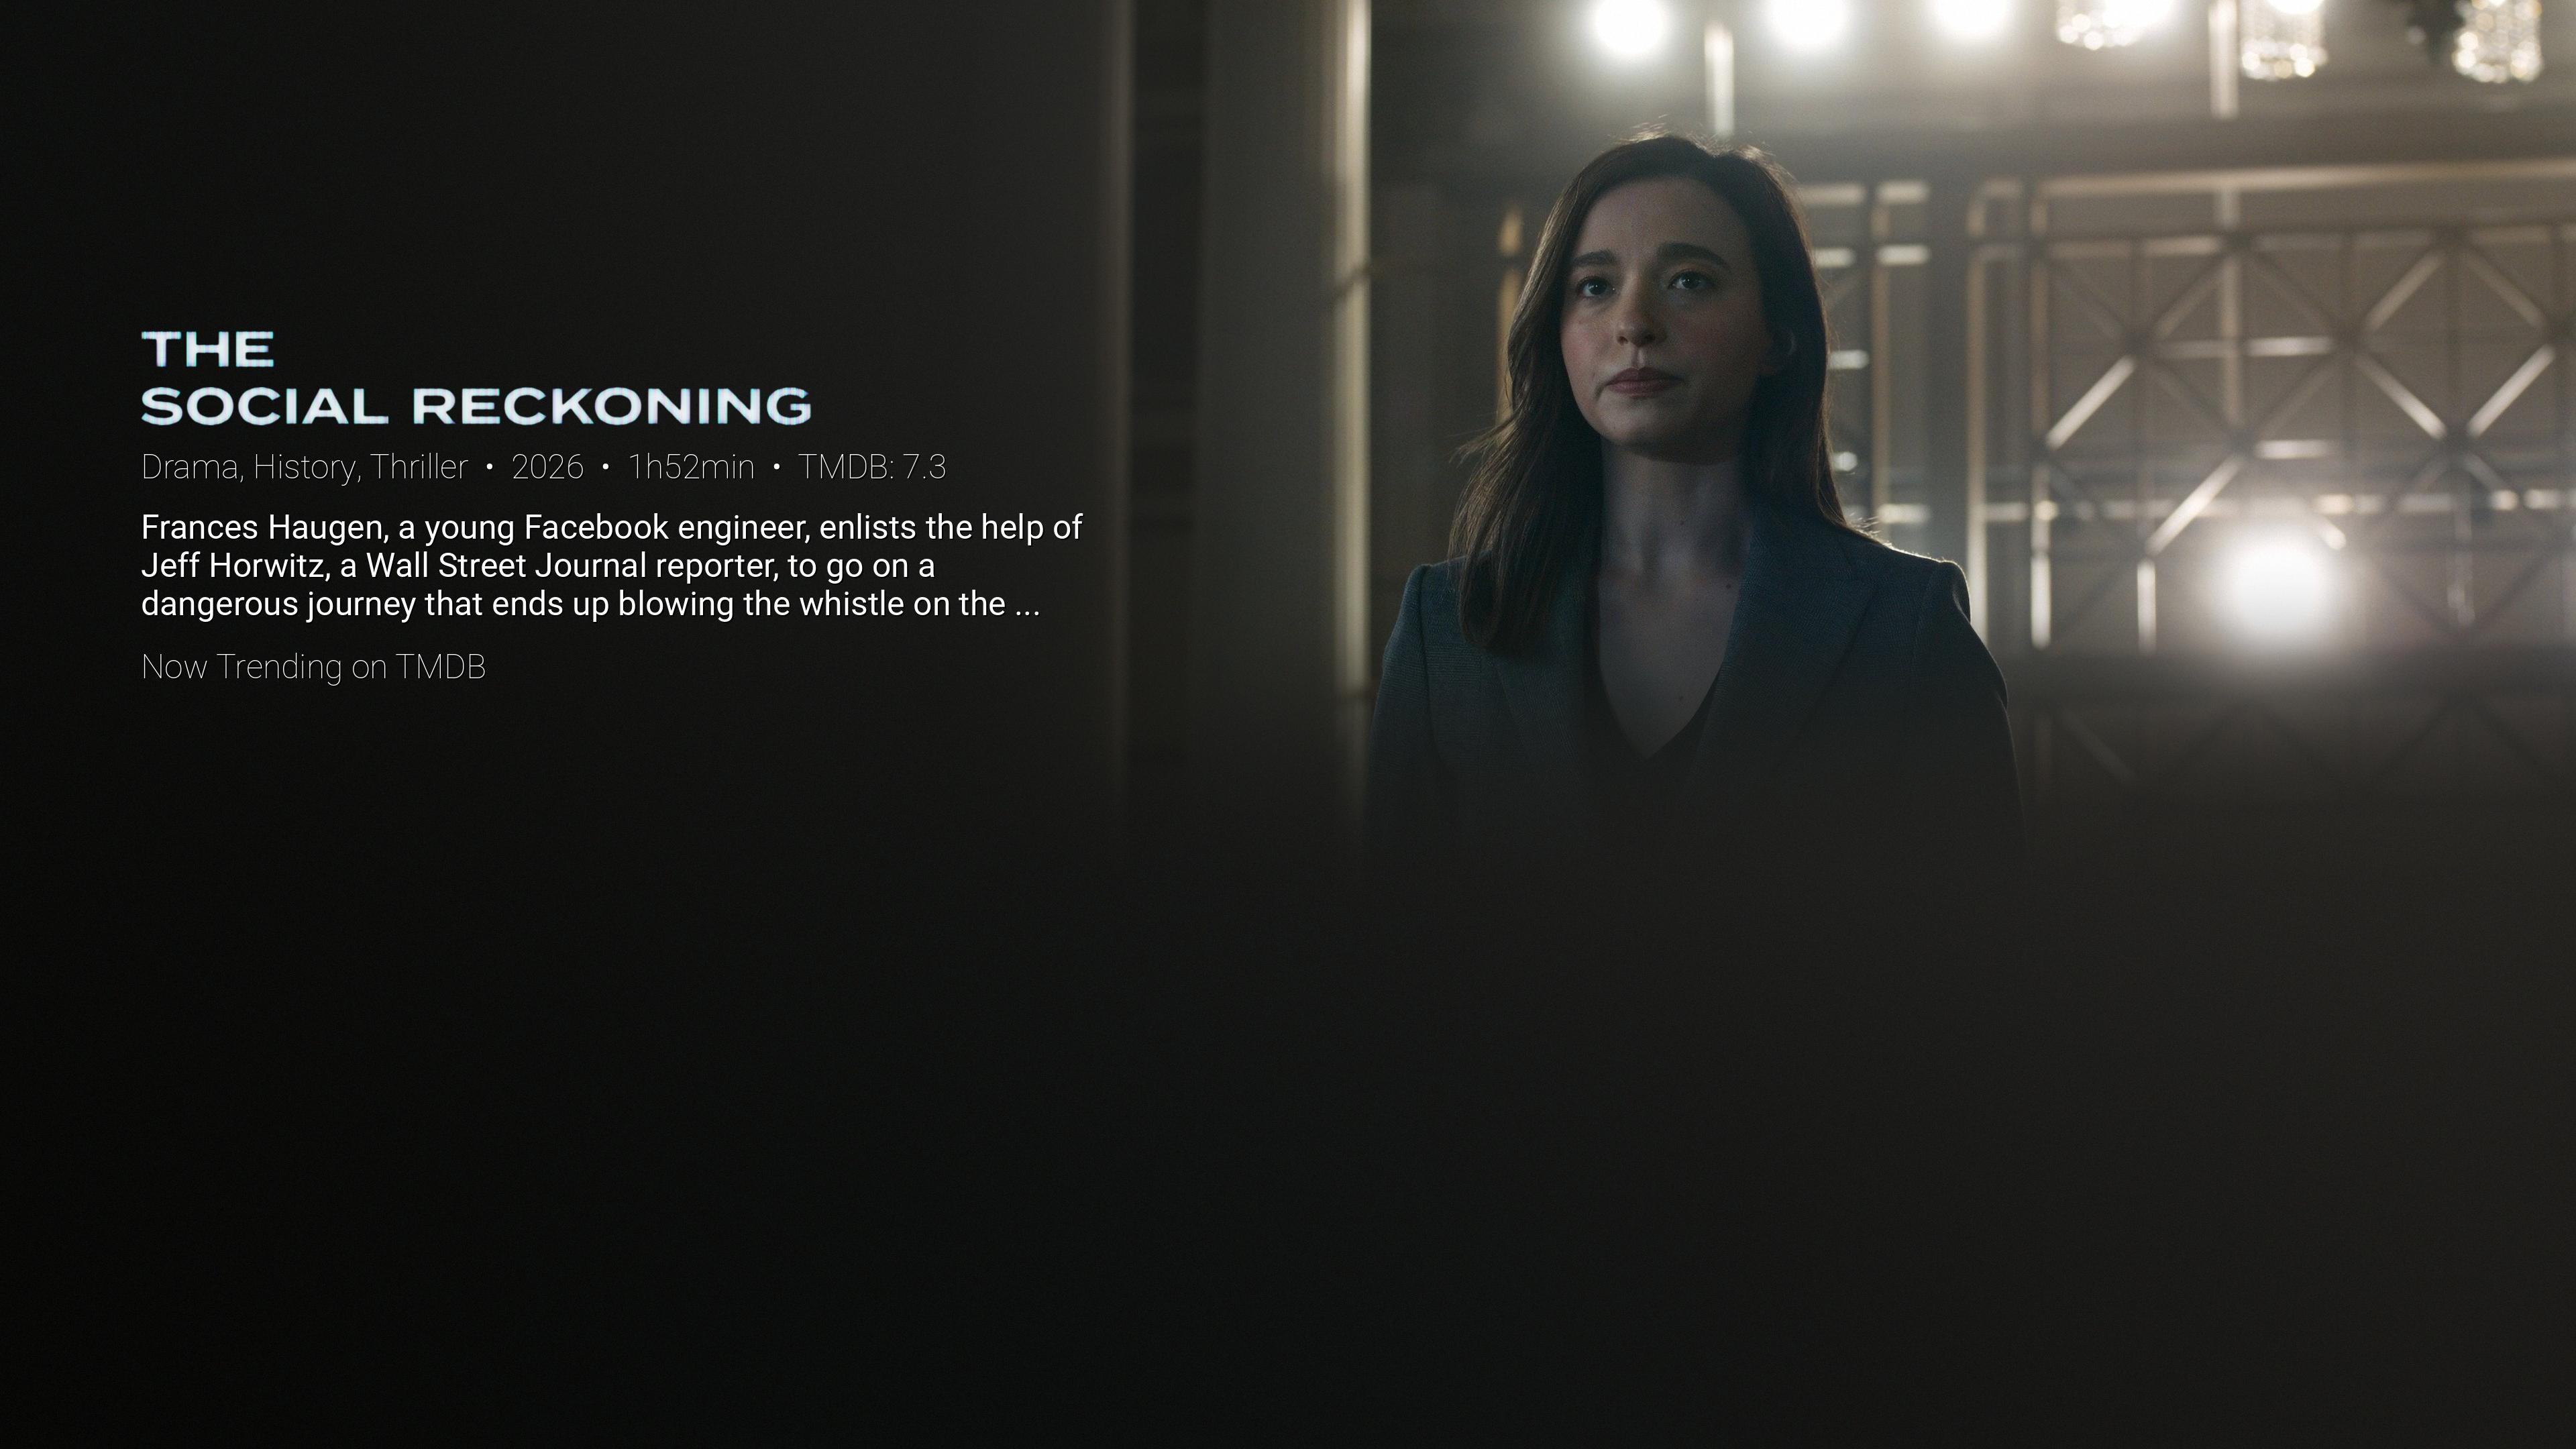 THE
SOCIAL RECKONING
Drama, History, Thriller • 2026 • 1h52min • TMDB: 7.3
Frances Haugen, a young Facebook engineer, enlists the help of
Jeff Horwitz, a Wall Street Journal reporter, to go on a
dangerous journey that ends up blowing the whistle on the ...
Now Trending on TMDB